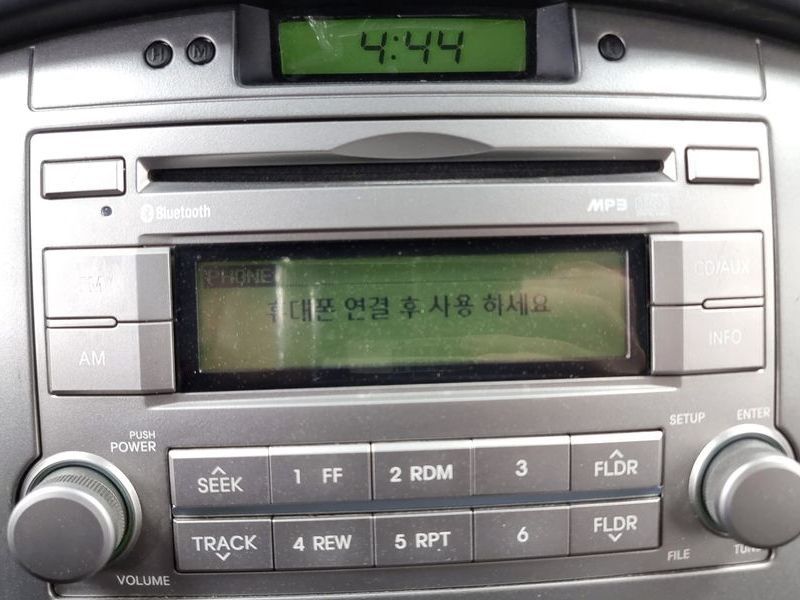 4:44
H M
Bluetooth
MP3
PHONE
휴대폰 연결 후 사용 하세요
FM
CD/AUX
AM
INFO
PUSH
POWER
SETUP
ENTER
SEEK
1 FF
2 RDM
3
FLDR
TRACK
4 REW
5 RPT
6
FLDR
VOLUME
FILE
TUNE